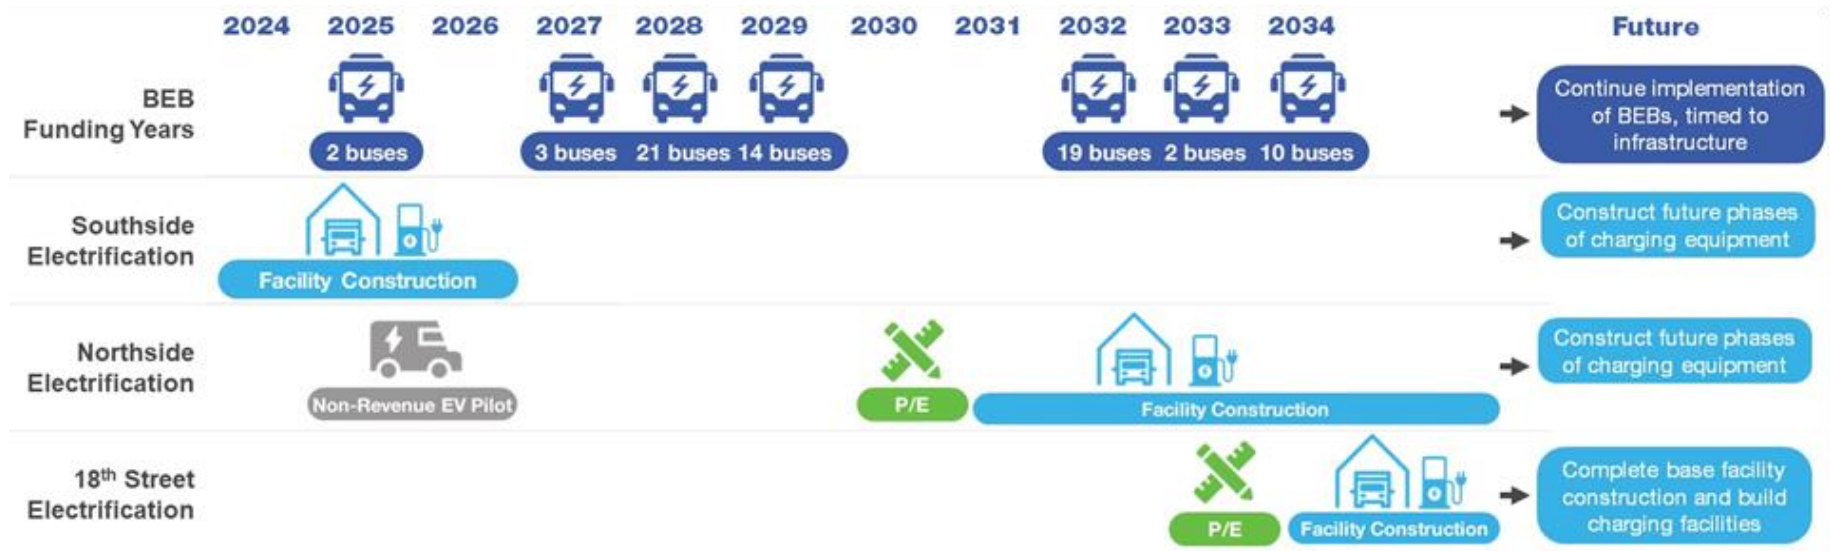 2024 2025 2026 2027 2028 2029 2030 2031 2032 2033 2034 Future
BEB
Funding Years
2 buses
3 buses 21 buses 14 buses
19 buses 2 buses 10 buses
Continue implementation
of BEBs, timed to
infrastructure
Southside
Electrification
Facility Construction
Construct future phases
of charging equipment
Northside
Electrification
Non-Revenue EV Pilot
P/E
Facility Construction
Construct future phases
of charging equipment
18th Street
Electrification
P/E
Facility Construction
Complete base facility
construction and build
charging facilities